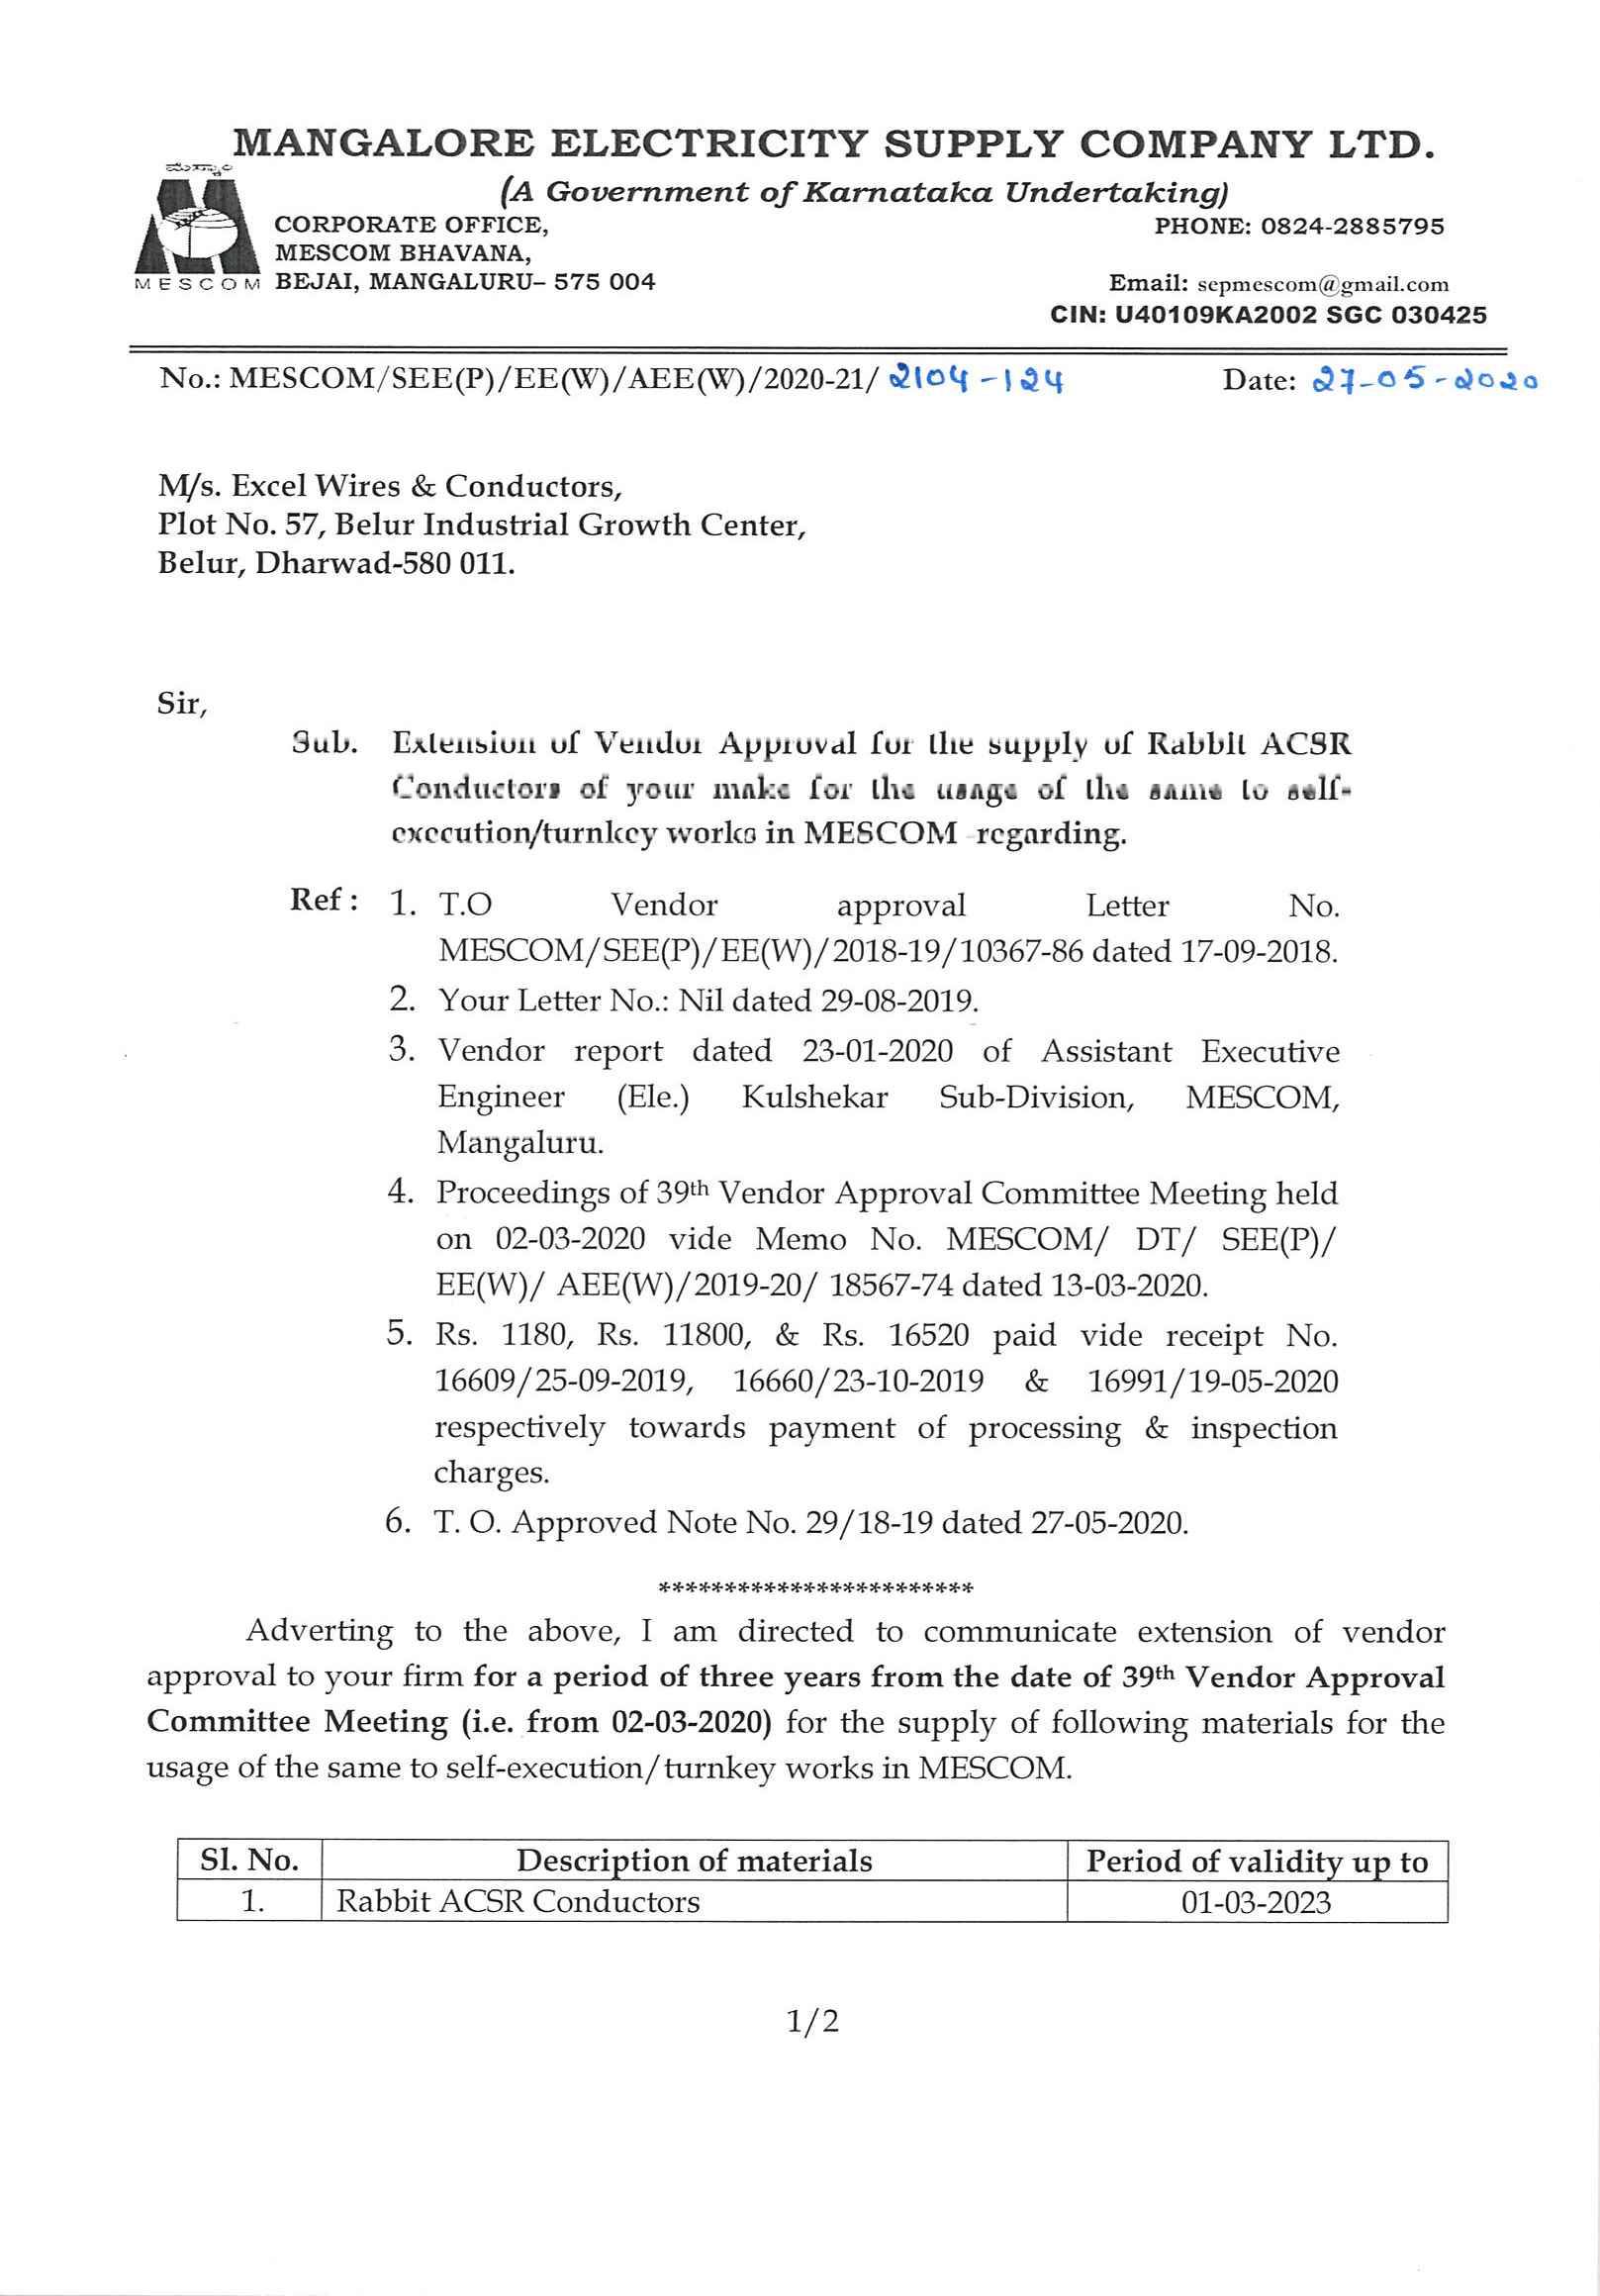 MANGALORE ELECTRICITY SUPPLY COMPANY LTD.
(A Government of Karnataka Undertaking)
CORPORATE OFFICE,
PHONE: 0824-2885795
MESCOM BHAVANA,
MESCOM
BEJAI, MANGALURU– 575 004
Email: sepmescom@gmail.com
CIN: U40109KA2002 SGC 030425
No.: MESCOM/SEE(P)/EE(W)/AEE(W)/2020-21/ 2104-124
Date: 27-05-2020
M/s. Excel Wires & Conductors,
Plot No. 57, Belur Industrial Growth Center,
Belur, Dharwad-580 011.
Sir,
Sub. Extension of Vendor Approval for the supply of Rabbit ACSR
Conductors of your make for the usage of the same to self-
execution/turnkey works in MESCOM -regarding.
Ref : 1. T.O Vendor approval Letter No.
MESCOM/SEE(P)/EE(W)/2018-19/10367-86 dated 17-09-2018.
2. Your Letter No.: Nil dated 29-08-2019.
3. Vendor report dated 23-01-2020 of Assistant Executive
Engineer (Ele.) Kulshekar Sub-Division, MESCOM,
Mangaluru.
4. Proceedings of 39th Vendor Approval Committee Meeting held
on 02-03-2020 vide Memo No. MESCOM/ DT/ SEE(P)/
EE(W)/ AEE(W)/2019-20/ 18567-74 dated 13-03-2020.
5. Rs. 1180, Rs. 11800, & Rs. 16520 paid vide receipt No.
16609/25-09-2019, 16660/23-10-2019 & 16991/19-05-2020
respectively towards payment of processing & inspection
charges.
6. T. O. Approved Note No. 29/18-19 dated 27-05-2020.
************************
Adverting to the above, I am directed to communicate extension of vendor
approval to your firm for a period of three years from the date of 39th Vendor Approval
Committee Meeting (i.e. from 02-03-2020) for the supply of following materials for the
usage of the same to self-execution/turnkey works in MESCOM.
Sl. No. Description of materials Period of validity up to
1. Rabbit ACSR Conductors 01-03-2023
1/2